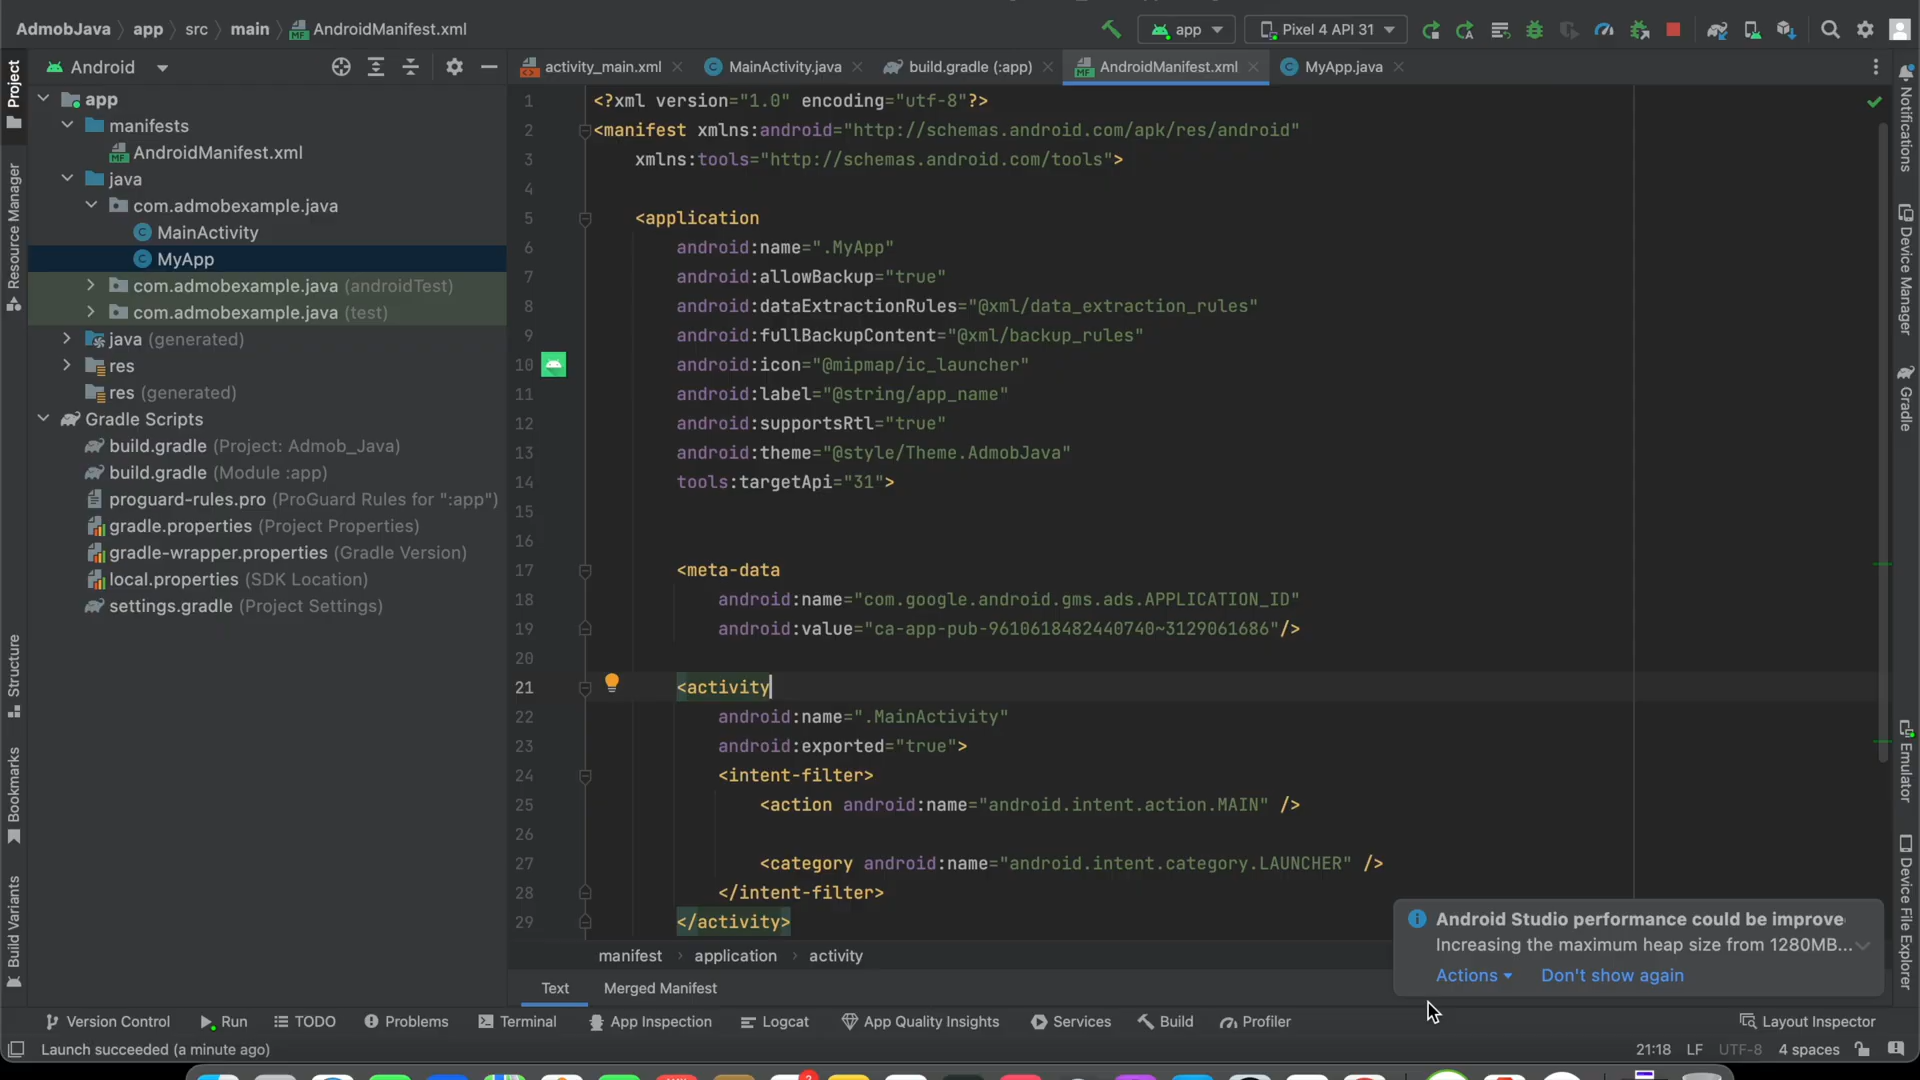 AdmobJava > app > src > main > AndroidManifest.xml
app
Pixel 4 API 31
Android
activity_main.xml
MainActivity.java
build.gradle (:app)
AndroidManifest.xml
MyApp.java
Project
Resource Manager
Structure
Bookmarks
Build Variants
app
manifests
AndroidManifest.xml
java
com.admobexample.java
MainActivity
MyApp
com.admobexample.java (androidTest)
com.admobexample.java (test)
java (generated)
res
res (generated)
Gradle Scripts
build.gradle (Project: Admob_Java)
build.gradle (Module :app)
proguard-rules.pro (ProGuard Rules for ":app")
gradle.properties (Project Properties)
gradle-wrapper.properties (Gradle Version)
local.properties (SDK Location)
settings.gradle (Project Settings)
1 <?xml version="1.0" encoding="utf-8"?>
2 <manifest xmlns:android="http://schemas.android.com/apk/res/android"
3 xmlns:tools="http://schemas.android.com/tools">
4
5 <application
6 android:name=".MyApp"
7 android:allowBackup="true"
8 android:dataExtractionRules="@xml/data_extraction_rules"
9 android:fullBackupContent="@xml/backup_rules"
10 android:icon="@mipmap/ic_launcher"
11 android:label="@string/app_name"
12 android:supportsRtl="true"
13 android:theme="@style/Theme.AdmobJava"
14 tools:targetApi="31">
15
16
17 <meta-data
18 android:name="com.google.android.gms.ads.APPLICATION_ID"
19 android:value="ca-app-pub-9610618482440740~3129061686"/>
20
21 <activity
22 android:name=".MainActivity"
23 android:exported="true">
24 <intent-filter>
25 <action android:name="android.intent.action.MAIN" />
26
27 <category android:name="android.intent.category.LAUNCHER" />
28 </intent-filter>
29 </activity>
manifest > application > activity
Text
Merged Manifest
Android Studio performance could be improve
Increasing the maximum heap size from 1280MB...
Actions
Don't show again
Notifications
Device Manager
Gradle
Emulator
Device File Explorer
Version Control
Run
TODO
Problems
Terminal
App Inspection
Logcat
App Quality Insights
Services
Build
Profiler
Layout Inspector
Launch succeeded (a minute ago)
21:18
LF
UTF-8
4 spaces